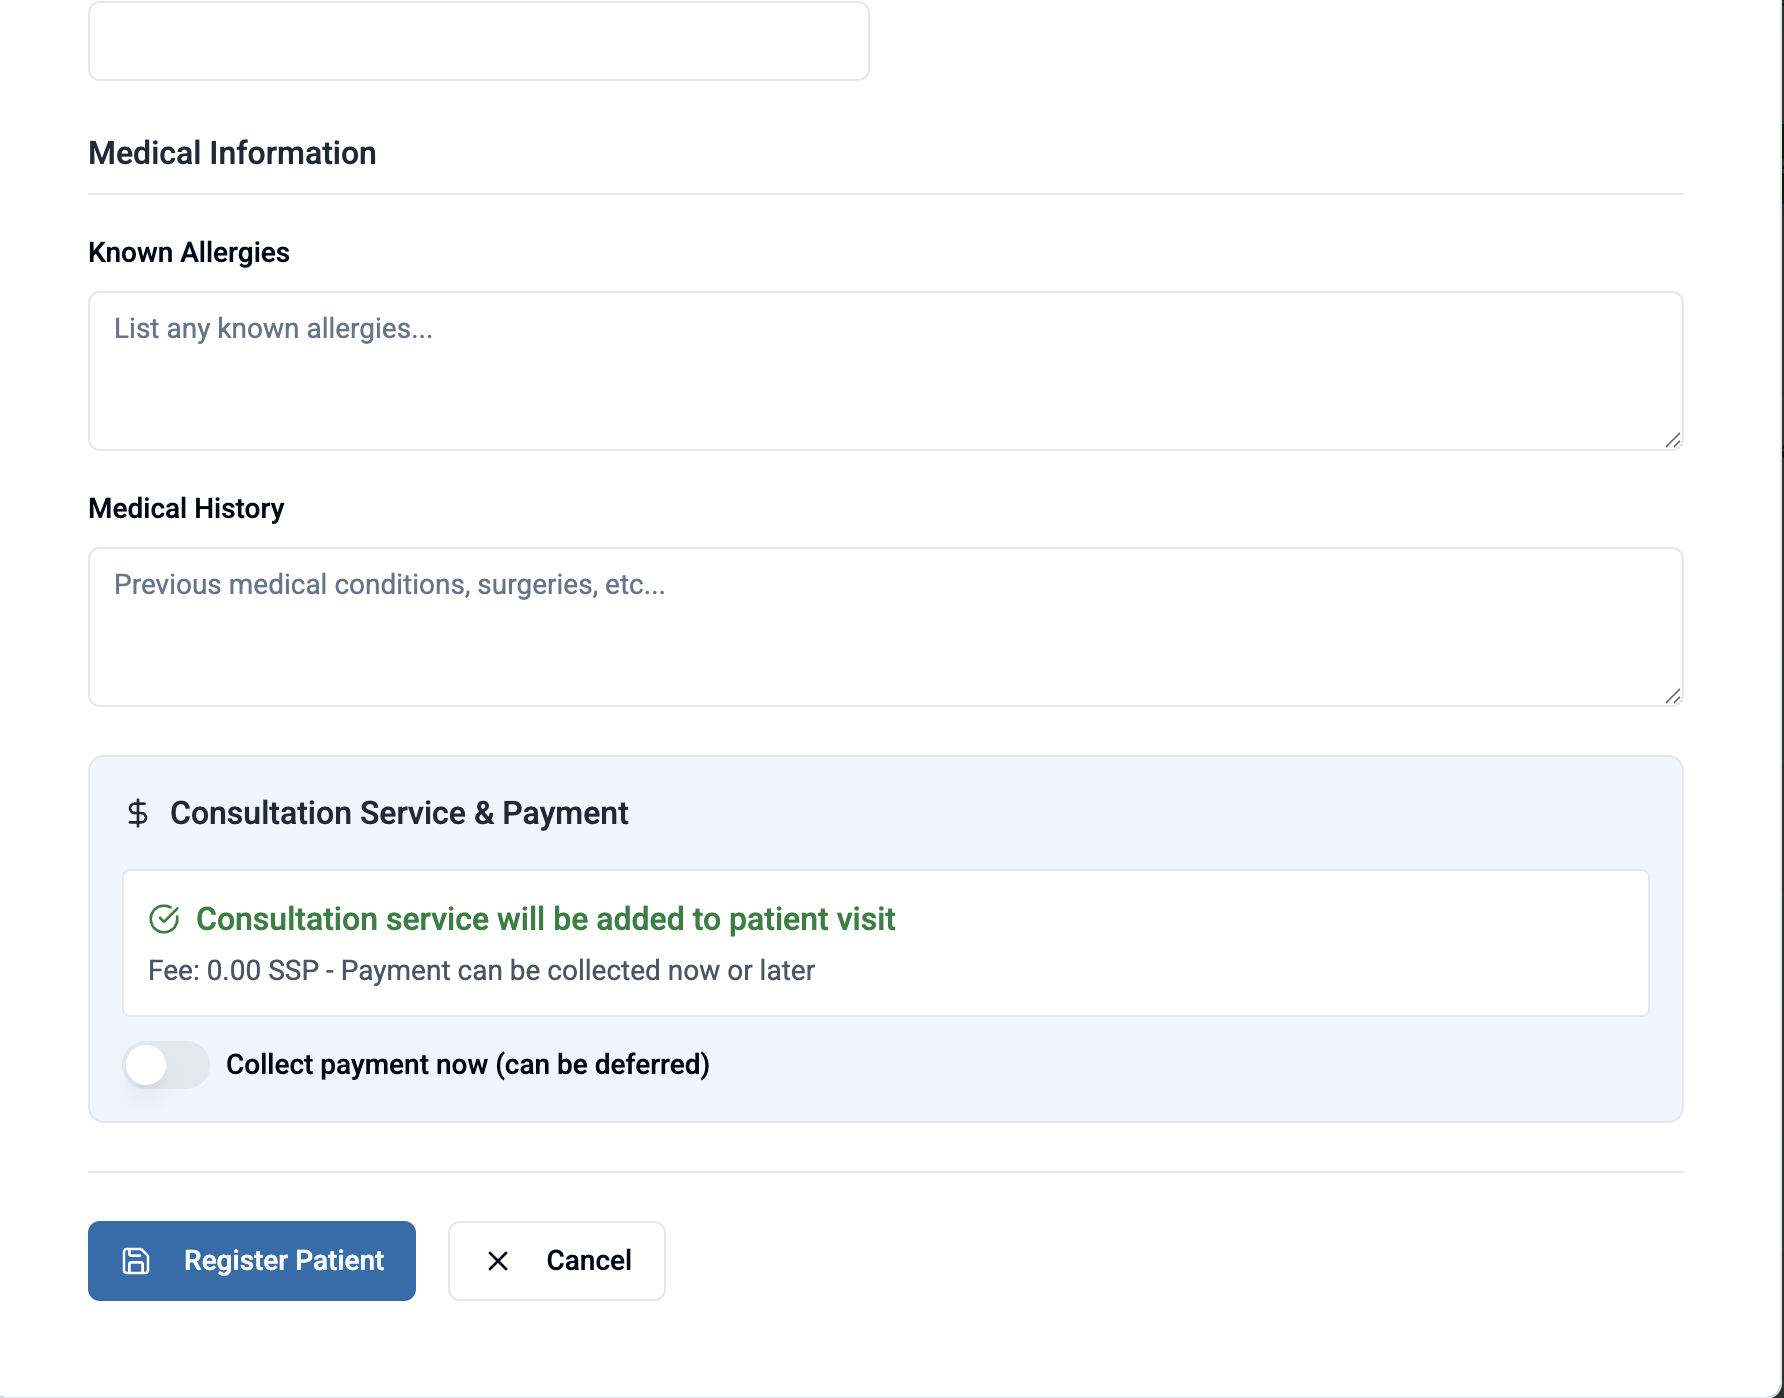 Medical Information
Known Allergies
List any known allergies...
Medical History
Previous medical conditions, surgeries, etc...
$ Consultation Service & Payment
Consultation service will be added to patient visit
Fee: 0.00 SSP - Payment can be collected now or later
Collect payment now (can be deferred)
Register Patient
Cancel